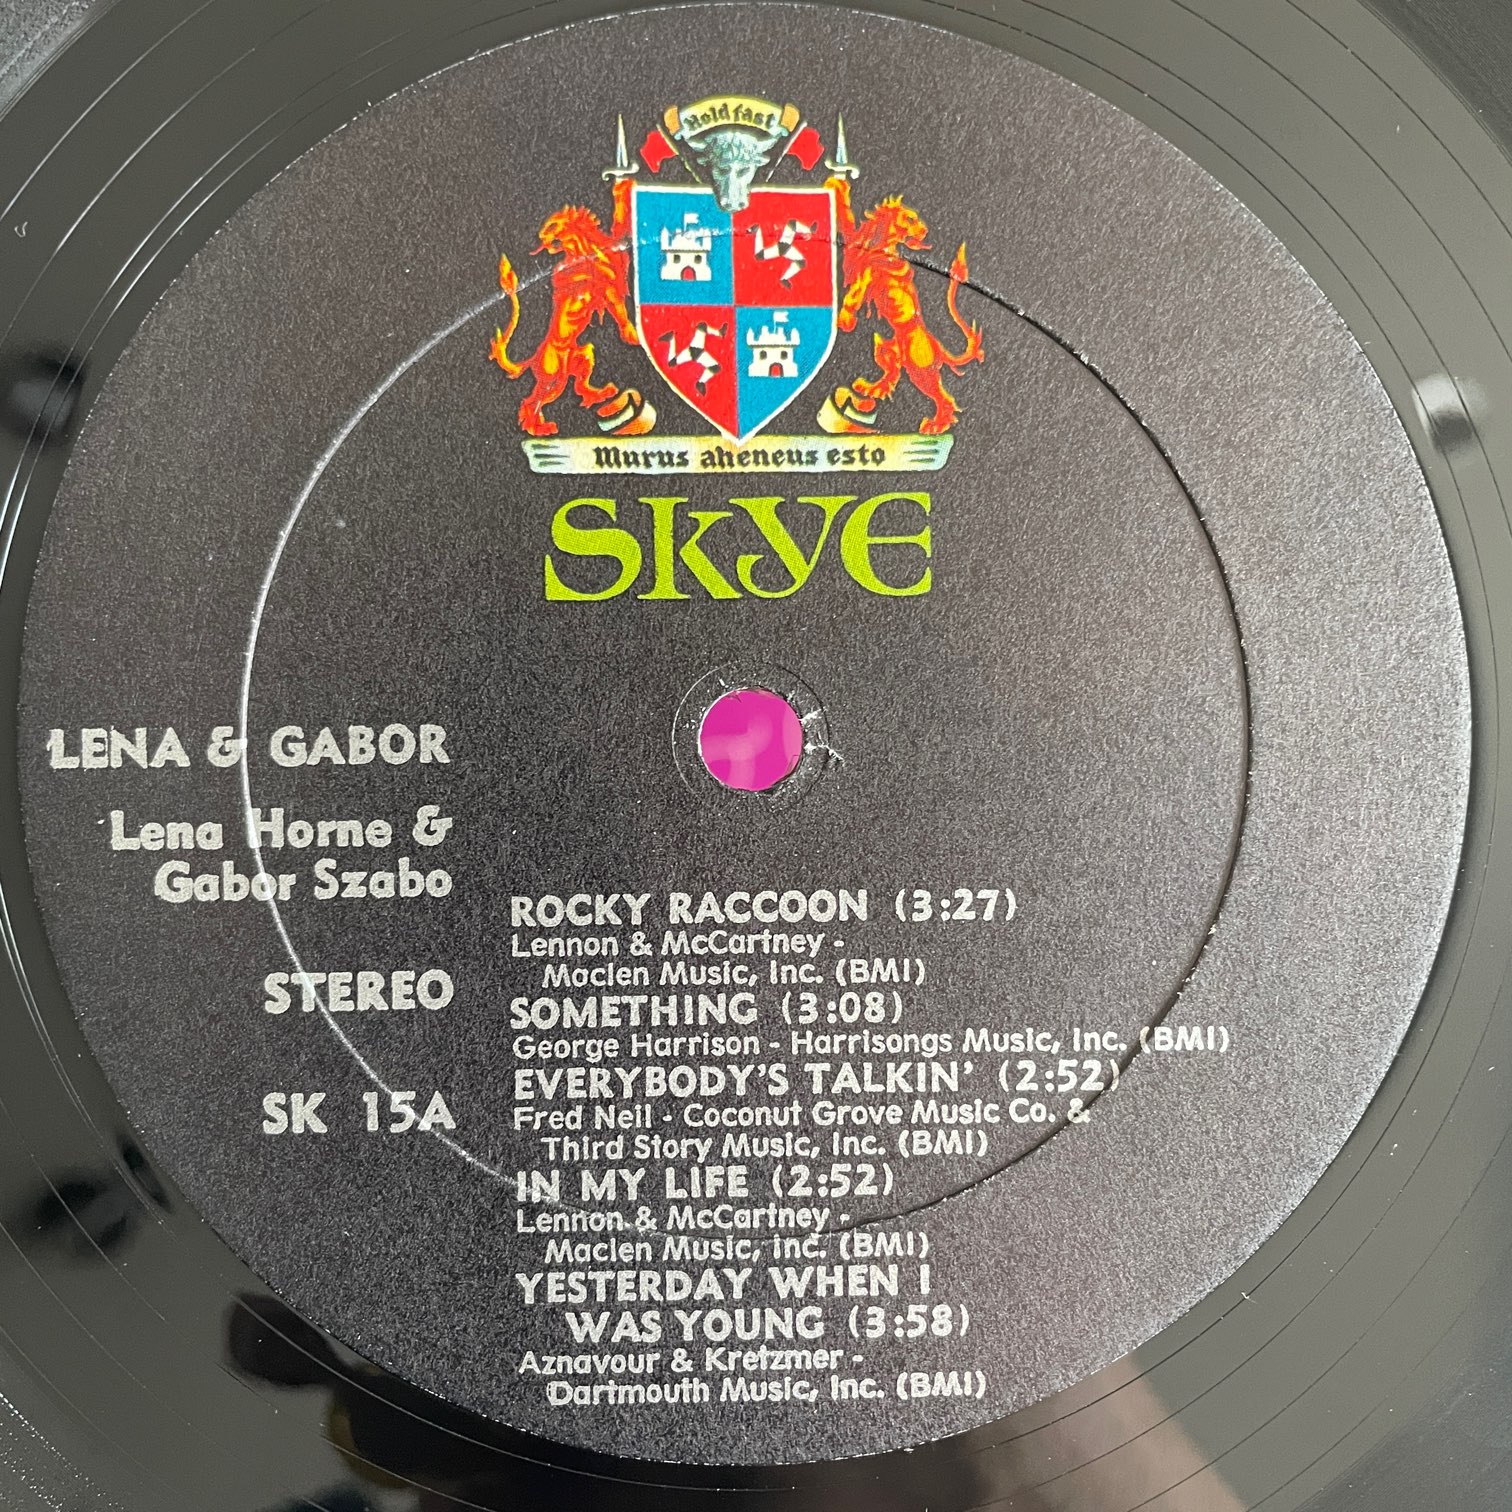 Hold fast
Murus aheneus esto
SKYE
LENA & GABOR
Lena Horne &
Gabor Szabo
STEREO
SK 15A
ROCKY RACCOON (3:27)
Lennon & McCartney -
Maclen Music, Inc. (BMI)
SOMETHING (3:08)
George Harrison - Harrisongs Music, Inc. (BMI)
EVERYBODY'S TALKIN' (2:52)
Fred Neil - Coconut Grove Music Co. &
Third Story Music, Inc. (BMI)
IN MY LIFE (2:52)
Lennon & McCartney -
Maclen Music, Inc. (BMI)
YESTERDAY WHEN I
WAS YOUNG (3:58)
Aznavour & Kretzmer -
Dartmouth Music, Inc. (BMI)